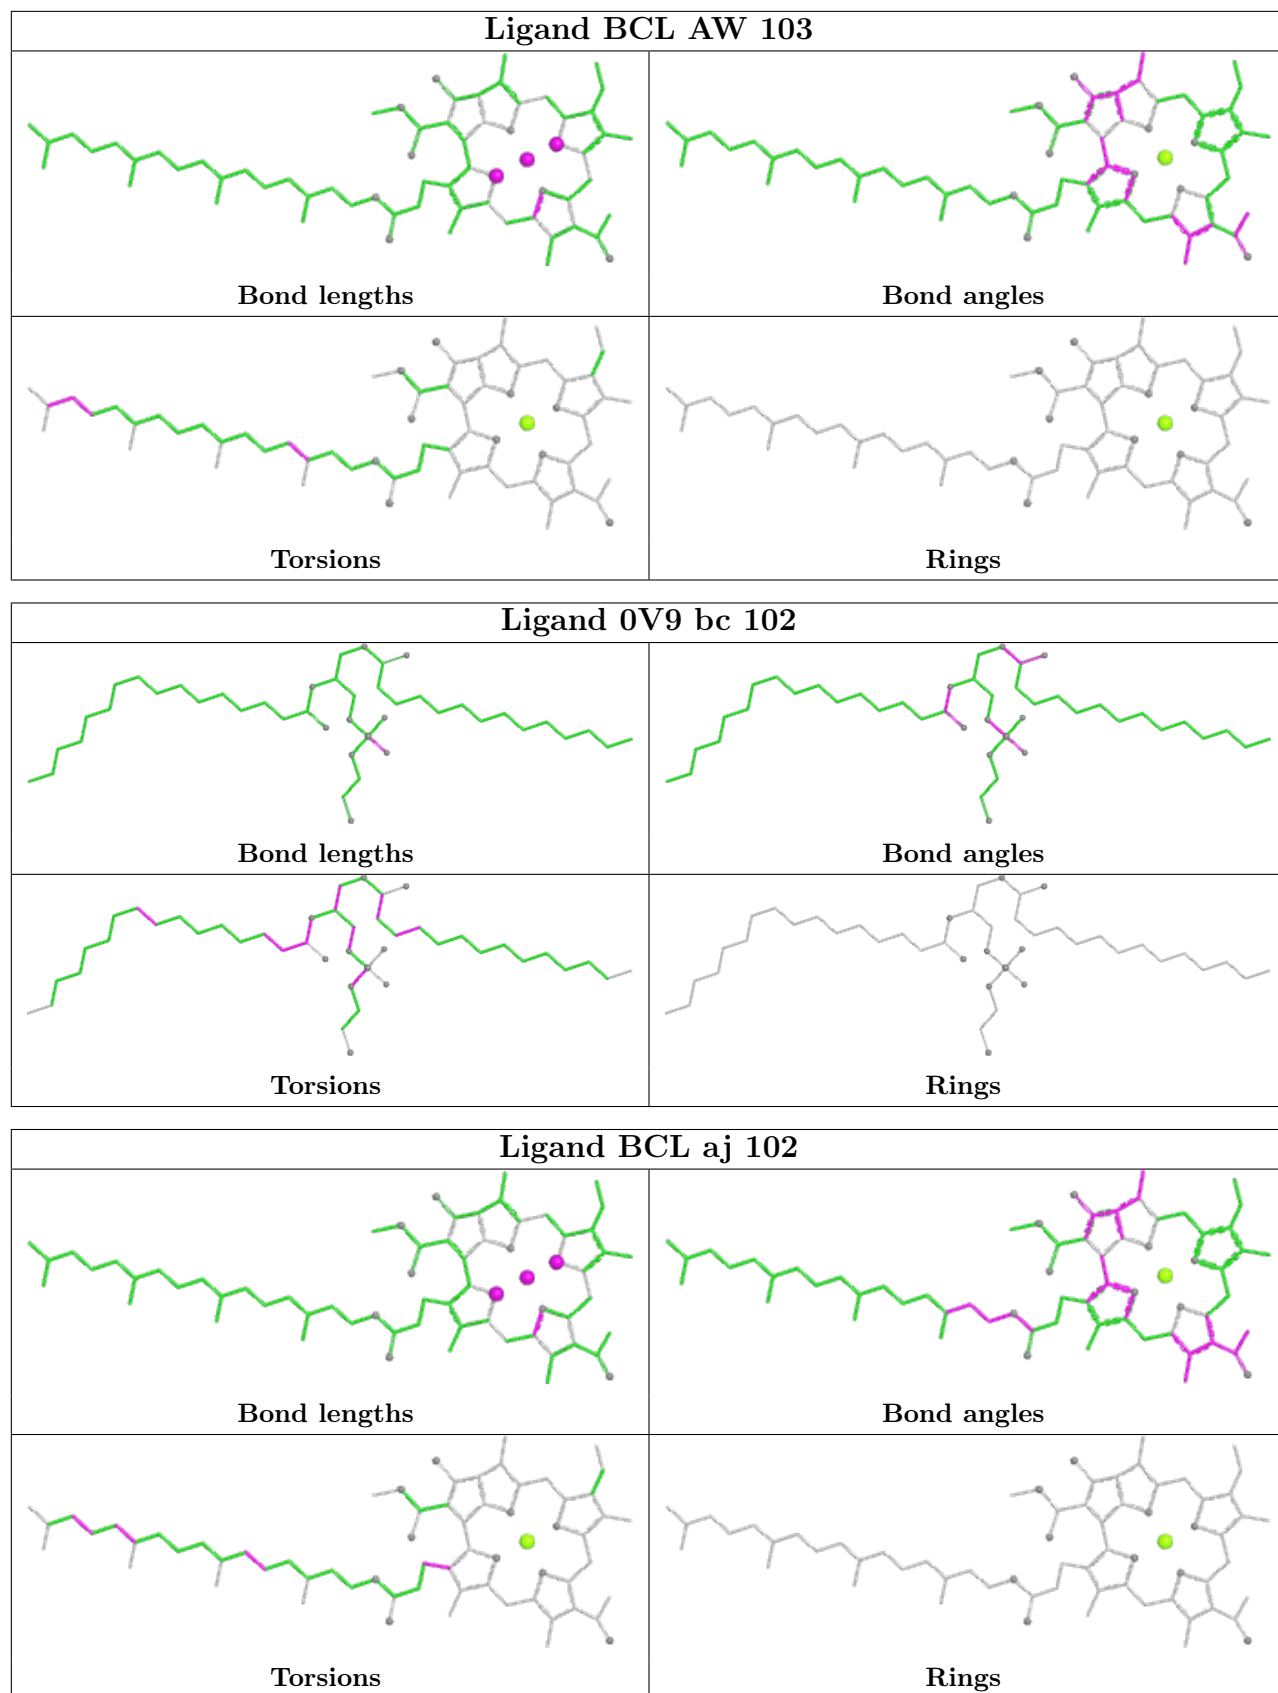 Ligand BCL AW 103
Bond lengths
Bond angles
Torsions
Rings
Ligand 0V9 bc 102
Bond lengths
Bond angles
Torsions
Rings
Ligand BCL aj 102
Bond lengths
Bond angles
Torsions
Rings